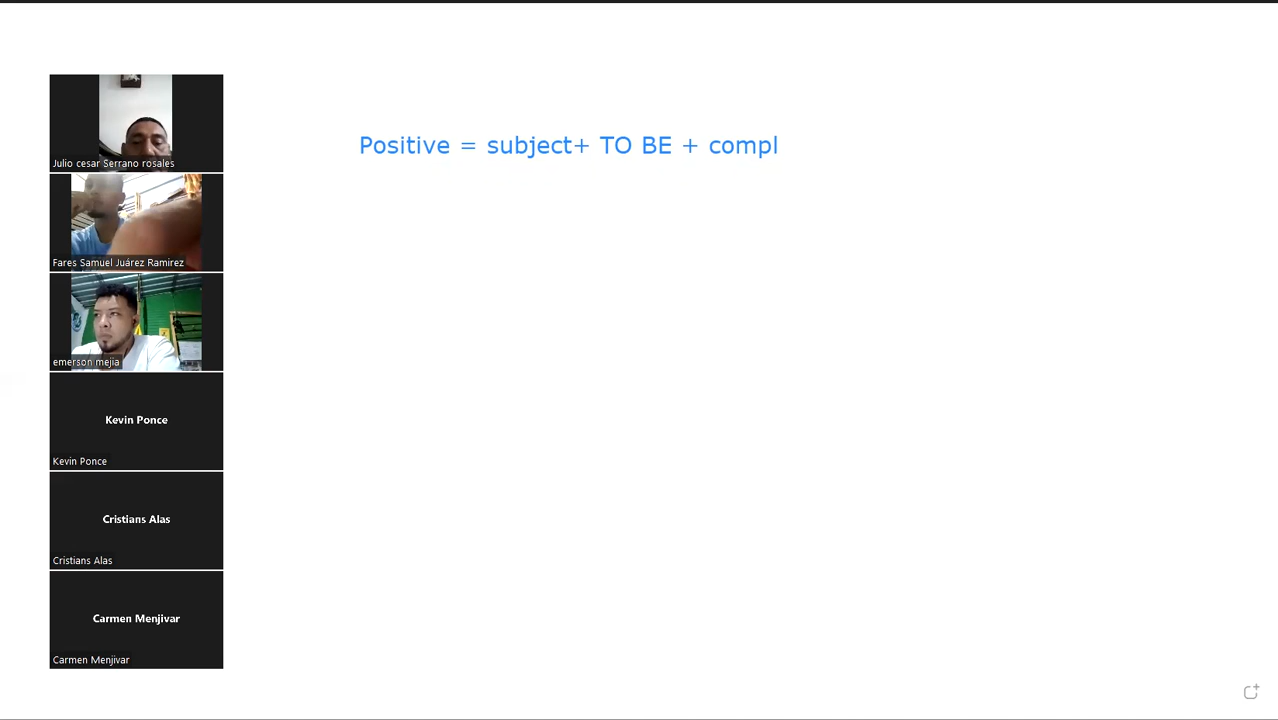 Julio cesar Serrano rosales
Positive = subject+ TO BE + compl
Fares Samuel Juárez Ramirez
emerson mejia
Kevin Ponce
Kevin Ponce
Cristians Alas
Cristians Alas
Carmen Menjivar
Carmen Menjivar